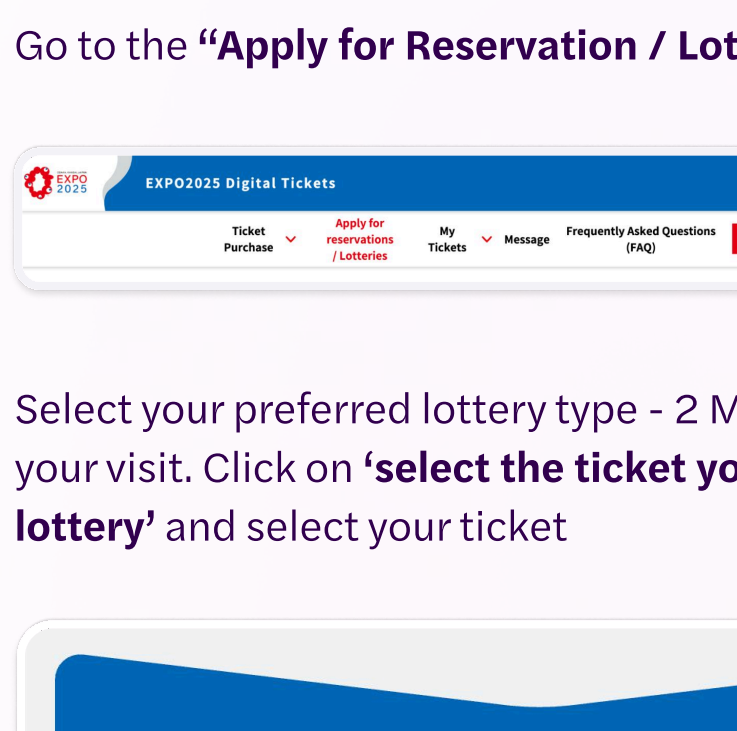 Go to the “Apply for Reservation / Lot
EXPO
2025
EXPO2025 Digital Tickets
Ticket
Purchase
Apply for
reservations
/ Lotteries
My
Tickets
Message
Frequently Asked Questions
(FAQ)
Select your preferred lottery type - 2 M
your visit. Click on ‘select the ticket yo
lottery’ and select your ticket